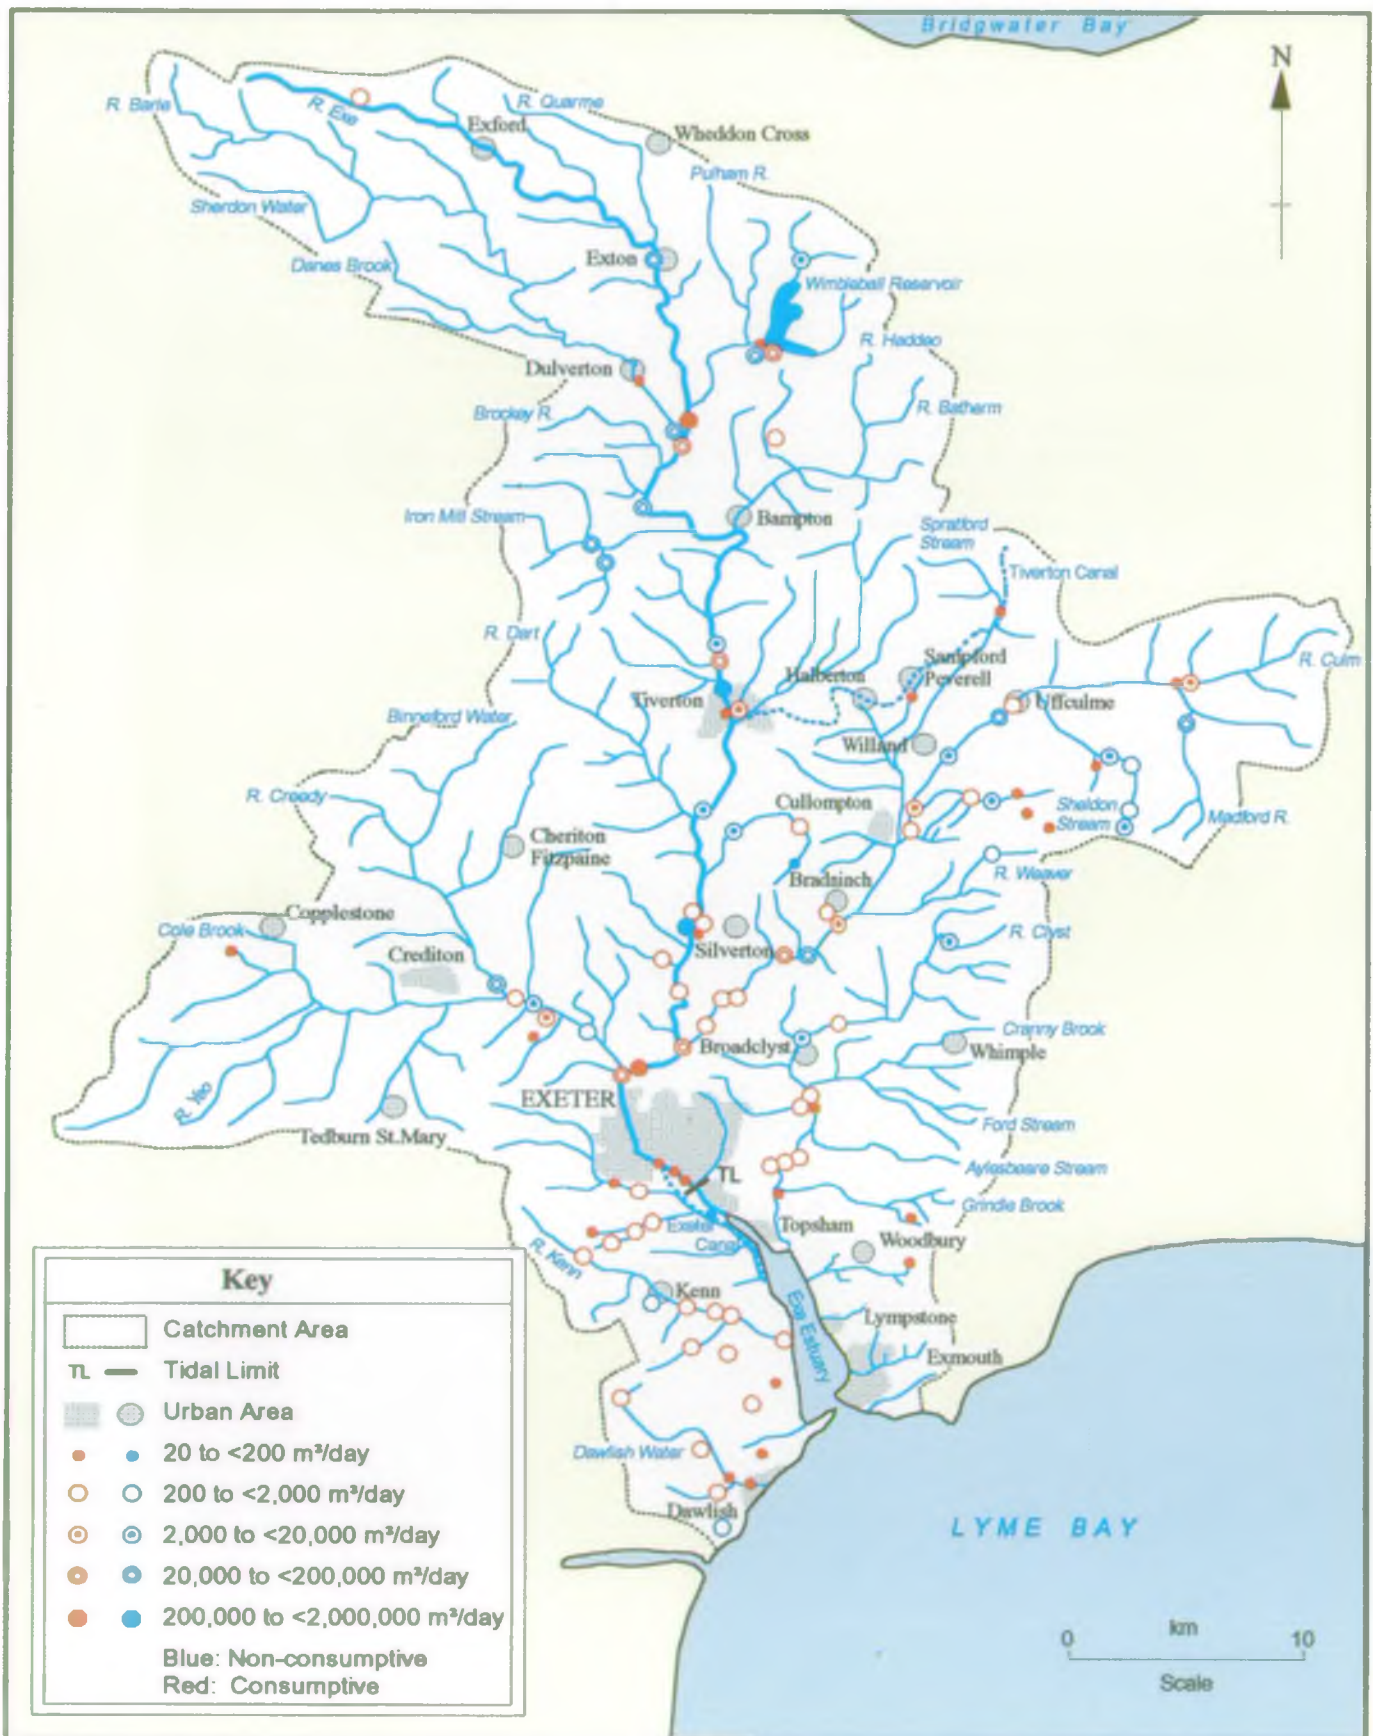 Bridgwater Bay
N
R. Barle
R. Exe
R. Quarme
Exford
Wheddon Cross
Pulham R.
Sherdon Water
Danes Brook
Exton
Wimbleball Reservoir
R. Haddeo
Dulverton
Brockey R.
R. Batherm
Iron Mill Stream
Bampton
Spratford
Stream
Tiverton Canal
R. Dart
Sampford
Peverell
Halberton
R. Culm
Tiverton
Uffculme
Binneford Water
Willand
R. Creedy
Cullompton
Sheldon
Stream
Madford R.
Cheriton
Fitzpaine
Bradninch
R. Weaver
Copplestone
Cole Brook
R. Clyst
Crediton
Silverton
Cranny Brook
Broadclyst
Whimple
R. Yeo
EXETER
Tedburn St.Mary
Ford Stream
TL
Aylesbeare Stream
Grindle Brook
Exeter
Canal
Topsham
Woodbury
R. Kenn
Kenn
Exe Estuary
Lympstone
Exmouth
Dawlish Water
Dawlish
LYME BAY
Key
Catchment Area
TL Tidal Limit
Urban Area
20 to <200 m³/day
200 to <2,000 m³/day
2,000 to <20,000 m³/day
20,000 to <200,000 m³/day
200,000 to <2,000,000 m³/day
Blue: Non-consumptive
Red: Consumptive
km
0 10
Scale